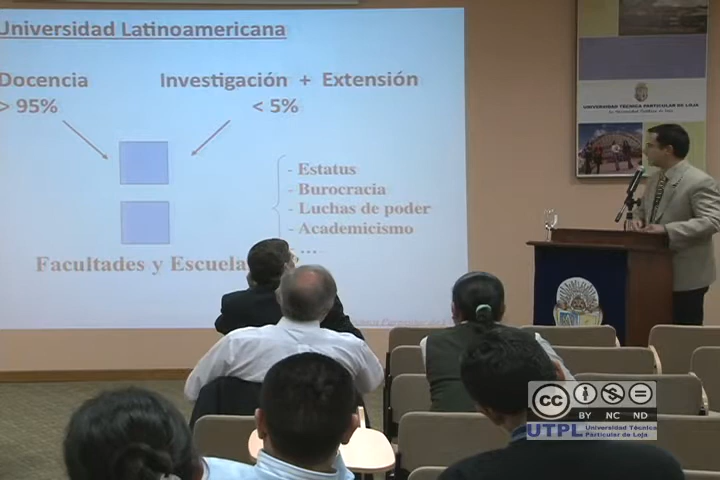 Universidad Latinoamericana
Docencia
> 95%
Investigación + Extensión
< 5%
- Estatus
- Burocracia
- Luchas de poder
- Academicismo
- ...
Facultades y Escuela
UNIVERSIDAD TÉCNICA PARTICULAR DE LOJA
cc
BY NC ND
UTPL Universidad Técnica
Particular de Loja